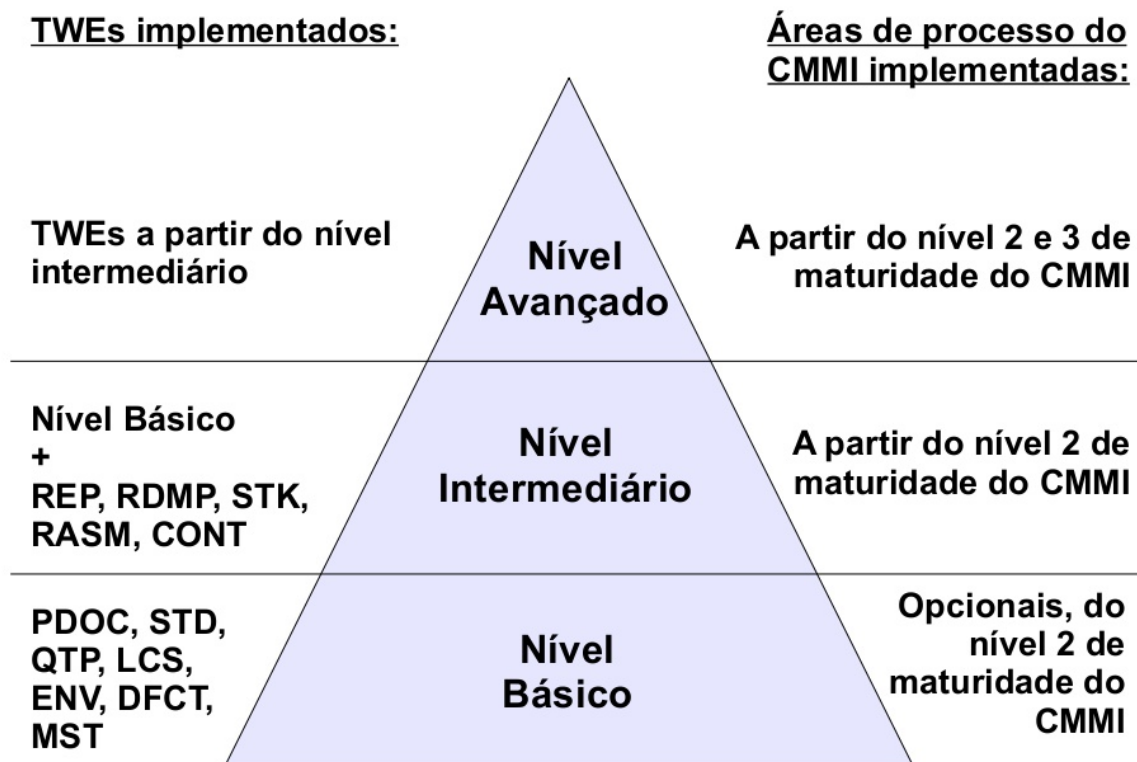 TWEs implementados:
Áreas de processo do
CMMI implementadas:
TWEs a partir do nível
intermediário
Nível
Avançado
A partir do nível 2 e 3 de
maturidade do CMMI
Nível Básico
+
REP, RDMP, STK,
RASM, CONT
Nível
Intermediário
A partir do nível 2 de
maturidade do CMMI
PDOC, STD,
QTP, LCS,
ENV, DFCT,
MST
Nível
Básico
Opcionais, do
nível 2 de
maturidade do
CMMI